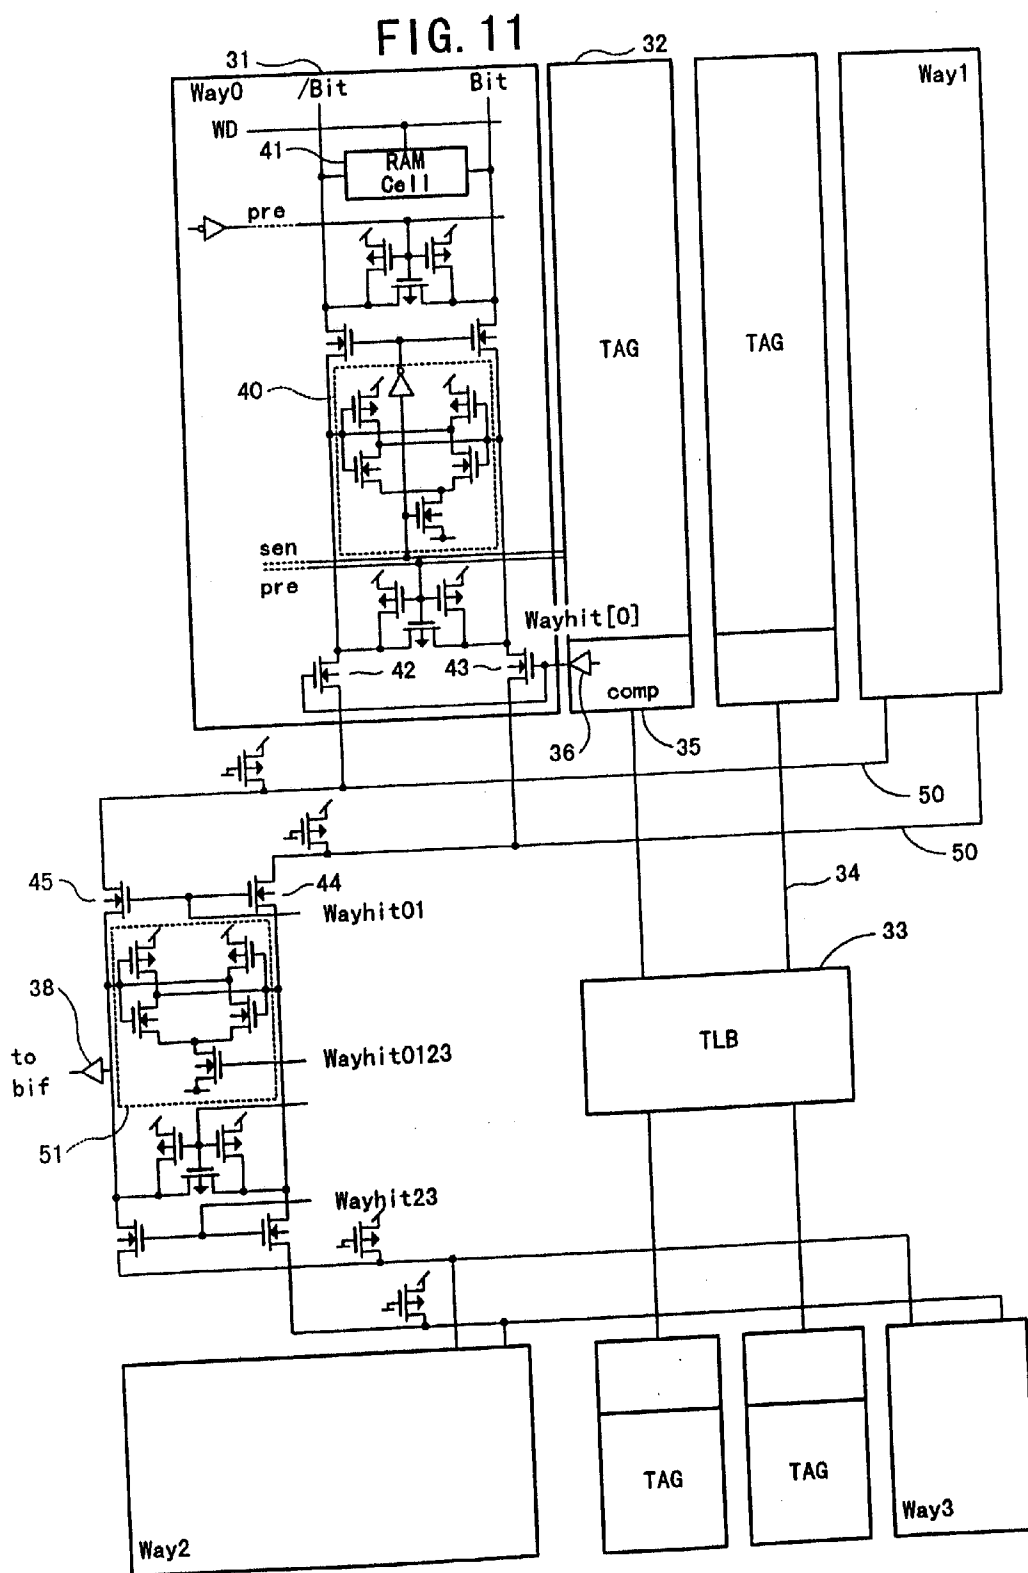 FIG. 11
31
32
Way0
/Bit
Bit
Way1
WD
41
RAM
Cell
pre
TAG
TAG
40
sen
pre
Wayhit[0]
42
43
comp
36
35
50
50
45
44
34
Wayhit01
33
38
to
bif
Wayhit0123
TLB
51
Wayhit23
TAG
TAG
Way3
Way2